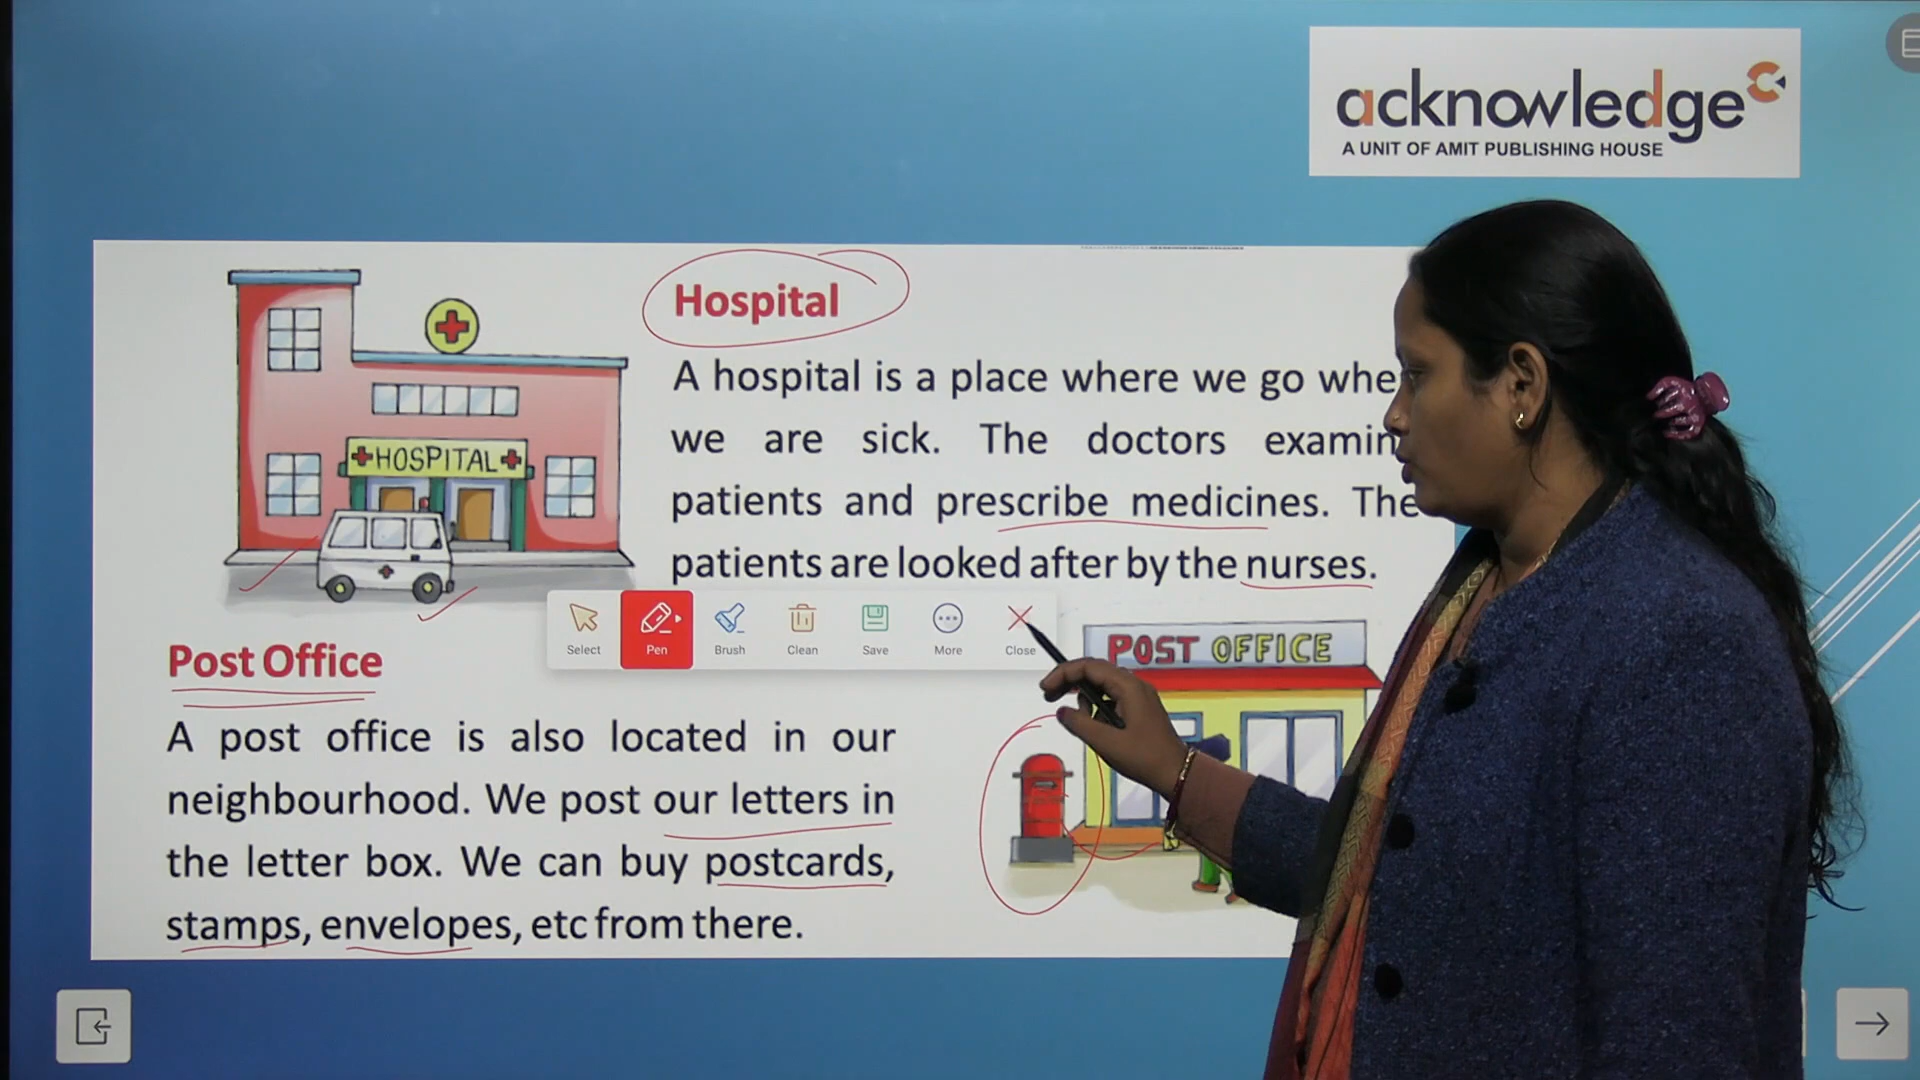 acknowledge
A UNIT OF AMIT PUBLISHING HOUSE
Hospital
A hospital is a place where we go whe
we are sick. The doctors examin
patients and prescribe medicines. The
patients are looked after by the nurses.
HOSPITAL
Select Pen Brush Clean Save More Close
POST OFFICE
Post Office
A post office is also located in our
neighbourhood. We post our letters in
the letter box. We can buy postcards,
stamps, envelopes, etc from there.